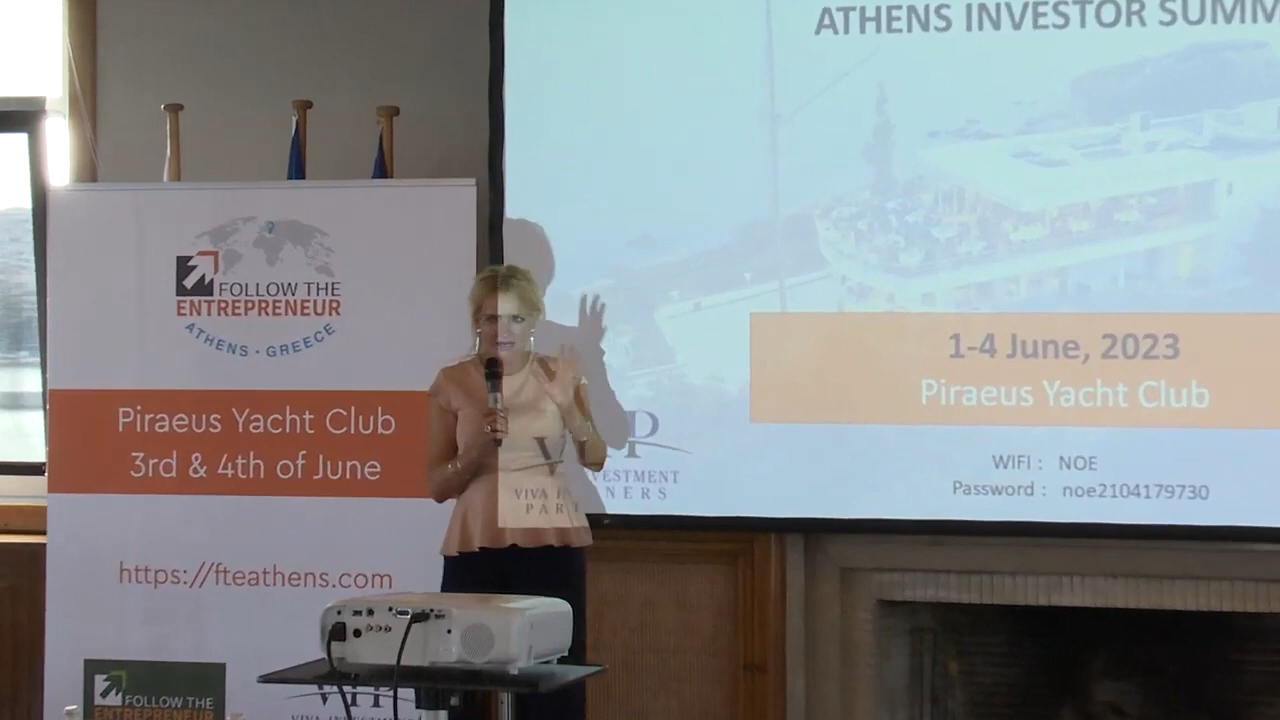 FOLLOW THE
ENTREPRENEUR
ATHENS · GREECE
Piraeus Yacht Club
3rd & 4th of June
https://fteathens.com
FOLLOW THE
ENTREPRENEUR
ATHENS INVESTOR SUMM
1-4 June, 2023
Piraeus Yacht Club
WIFI : NOE
Password : noe2104179730